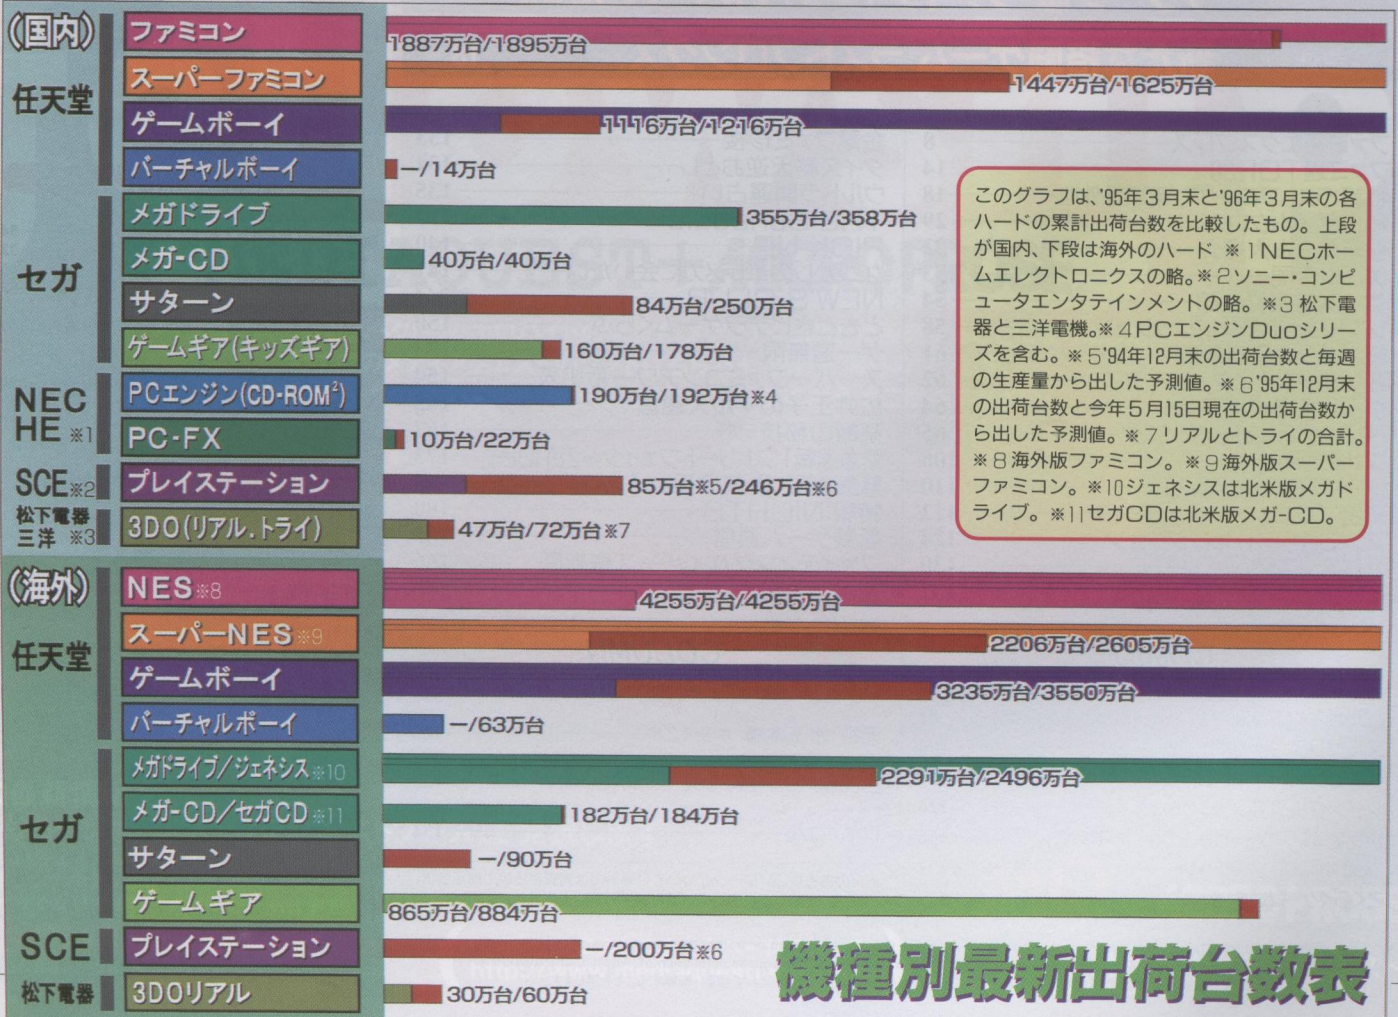 (国内)
任天堂
ファミコン
1887万台/1895万台
スーパーファミコン
1447万台/1625万台
ゲームボーイ
1116万台/1216万台
バーチャルボーイ
ー/14万台
セガ
メガドライブ
355万台/358万台
メガ-CD
40万台/40万台
サターン
84万台/250万台
ゲームギア(キッズギア)
160万台/178万台
NEC
HE ※1
PCエンジン(CD-ROM²)
190万台/192万台※4
PC-FX
10万台/22万台
SCE※2
プレイステーション
85万台※5/246万台※6
松下電器
三洋 ※3
3DO(リアル.トライ)
47万台/72万台※7
このグラフは、'95年3月末と'96年3月末の各
ハードの累計出荷台数を比較したもの。上段
が国内、下段は海外のハード ※1NECホー
ムエレクトロニクスの略。※2ソニー・コンピ
ュータエンタテインメントの略。※3松下電
器と三洋電機。※4PCエンジンDuoシリー
ズを含む。※5'94年12月末の出荷台数と毎週
の生産量から出した予測値。※6'95年12月末
の出荷台数と今年5月15日現在の出荷台数か
ら出した予測値。※7リアルとトライの合計。
※8海外版ファミコン。※9海外版スーパー
ファミコン。※10ジェネシスは北米版メガド
ライブ。※11セガCDは北米版メガ-CD。
(海外)
任天堂
NES※8
4255万台/4255万台
スーパーNES※9
2206万台/2605万台
ゲームボーイ
3235万台/3550万台
バーチャルボーイ
ー/63万台
セガ
メガドライブ/ジェネシス※10
2291万台/2496万台
メガ-CD/セガCD※11
182万台/184万台
サターン
ー/90万台
ゲームギア
865万台/884万台
SCE
プレイステーション
ー/200万台※6
松下電器
3DOリアル
30万台/60万台
機種別最新出荷台数表